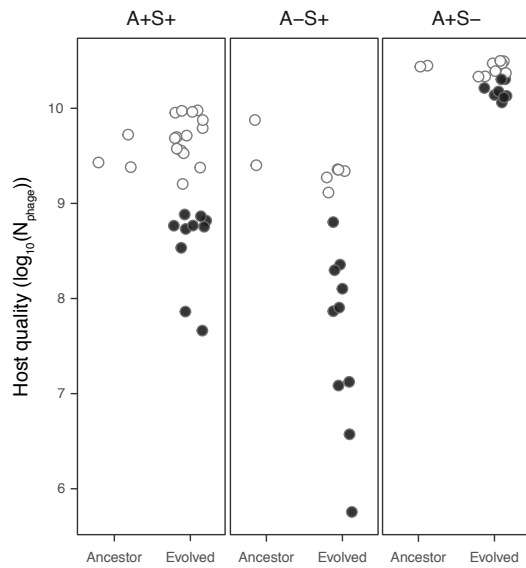 A+S+ A−S+ A+S−
Host quality (log10(Nphage))
10
9
8
7
6
Ancestor Evolved Ancestor Evolved Ancestor Evolved